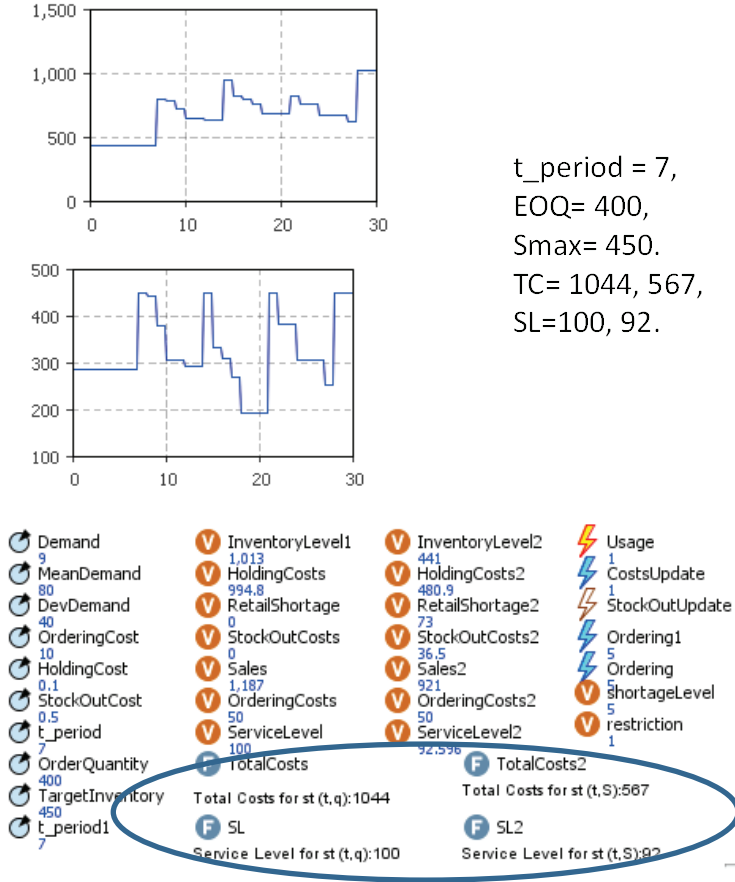 1,500
1,000
500
0
0 10 20 30
500
400
300
200
100
0 10 20 30
t_period = 7,
EOQ= 400,
Smax= 450.
TC= 1044, 567,
SL=100, 92.
Demand
9
MeanDemand
80
DevDemand
40
OrderingCost
10
HoldingCost
0.1
StockOutCost
0.5
t_period
7
OrderQuantity
400
TargetInventory
450
t_period1
7
V InventoryLevel1
1,013
V HoldingCosts
994.8
V RetailShortage
0
V StockOutCosts
0
V Sales
1,187
V OrderingCosts
50
V ServiceLevel
100
F TotalCosts
Total Costs for st (t,q):1044
F SL
Service Level for st (t,q):100
V InventoryLevel2
441
V HoldingCosts2
480.9
V RetailShortage2
73
V StockOutCosts2
36.5
V Sales2
921
V OrderingCosts2
50
V ServiceLevel2
92.596
F TotalCosts2
Total Costs for st (t,S):567
F SL2
Service Level for st (t,S):92
Usage
1
CostsUpdate
1
StockOutUpdate
Ordering1
5
Ordering
5
V shortageLevel
5
V restriction
1